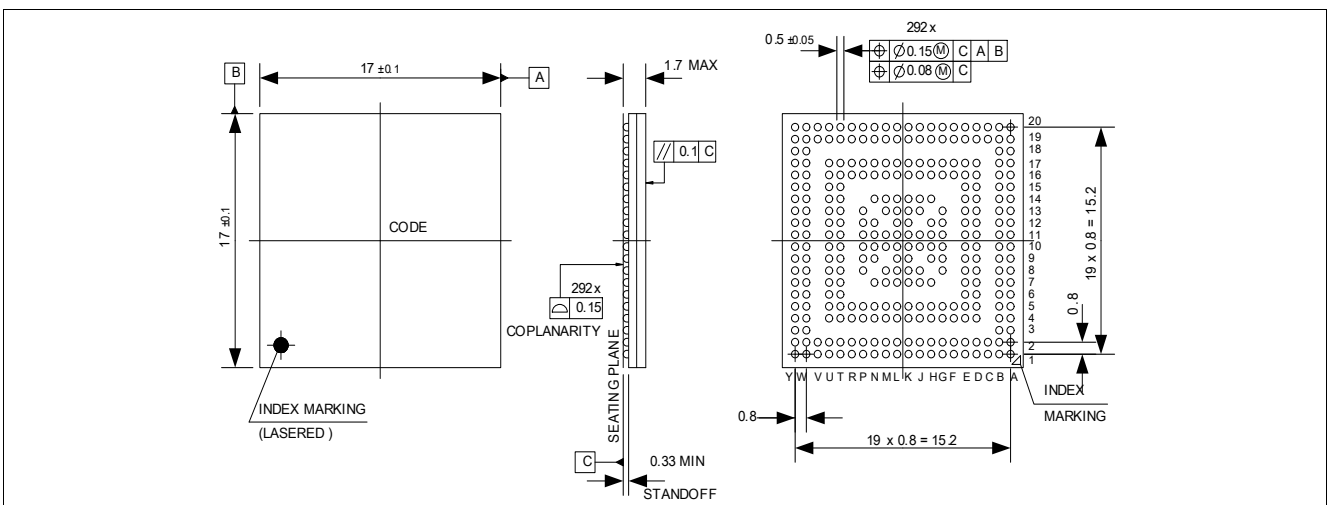 B
17 ±0.1
A
17 ±0.1
CODE
INDEX MARKING
(LASERED )
1.7 MAX
// 0.1 C
292x
0.15
COPLANARITY
SEATING PLANE
C
0.33 MIN
STANDOFF
292x
0.5 ±0.05
⌖ ∅0.15 Ⓜ C A B
⌖ ∅0.08 Ⓜ C
20
19
18
17
16
15
14
13
12
11
10
9
8
7
6
5
4
3
2
1
19 x 0.8 = 15.2
0.8
Y W V U T R P N M L K J H G F E D C B A
INDEX
MARKING
0.8
19 x 0.8 = 15.2